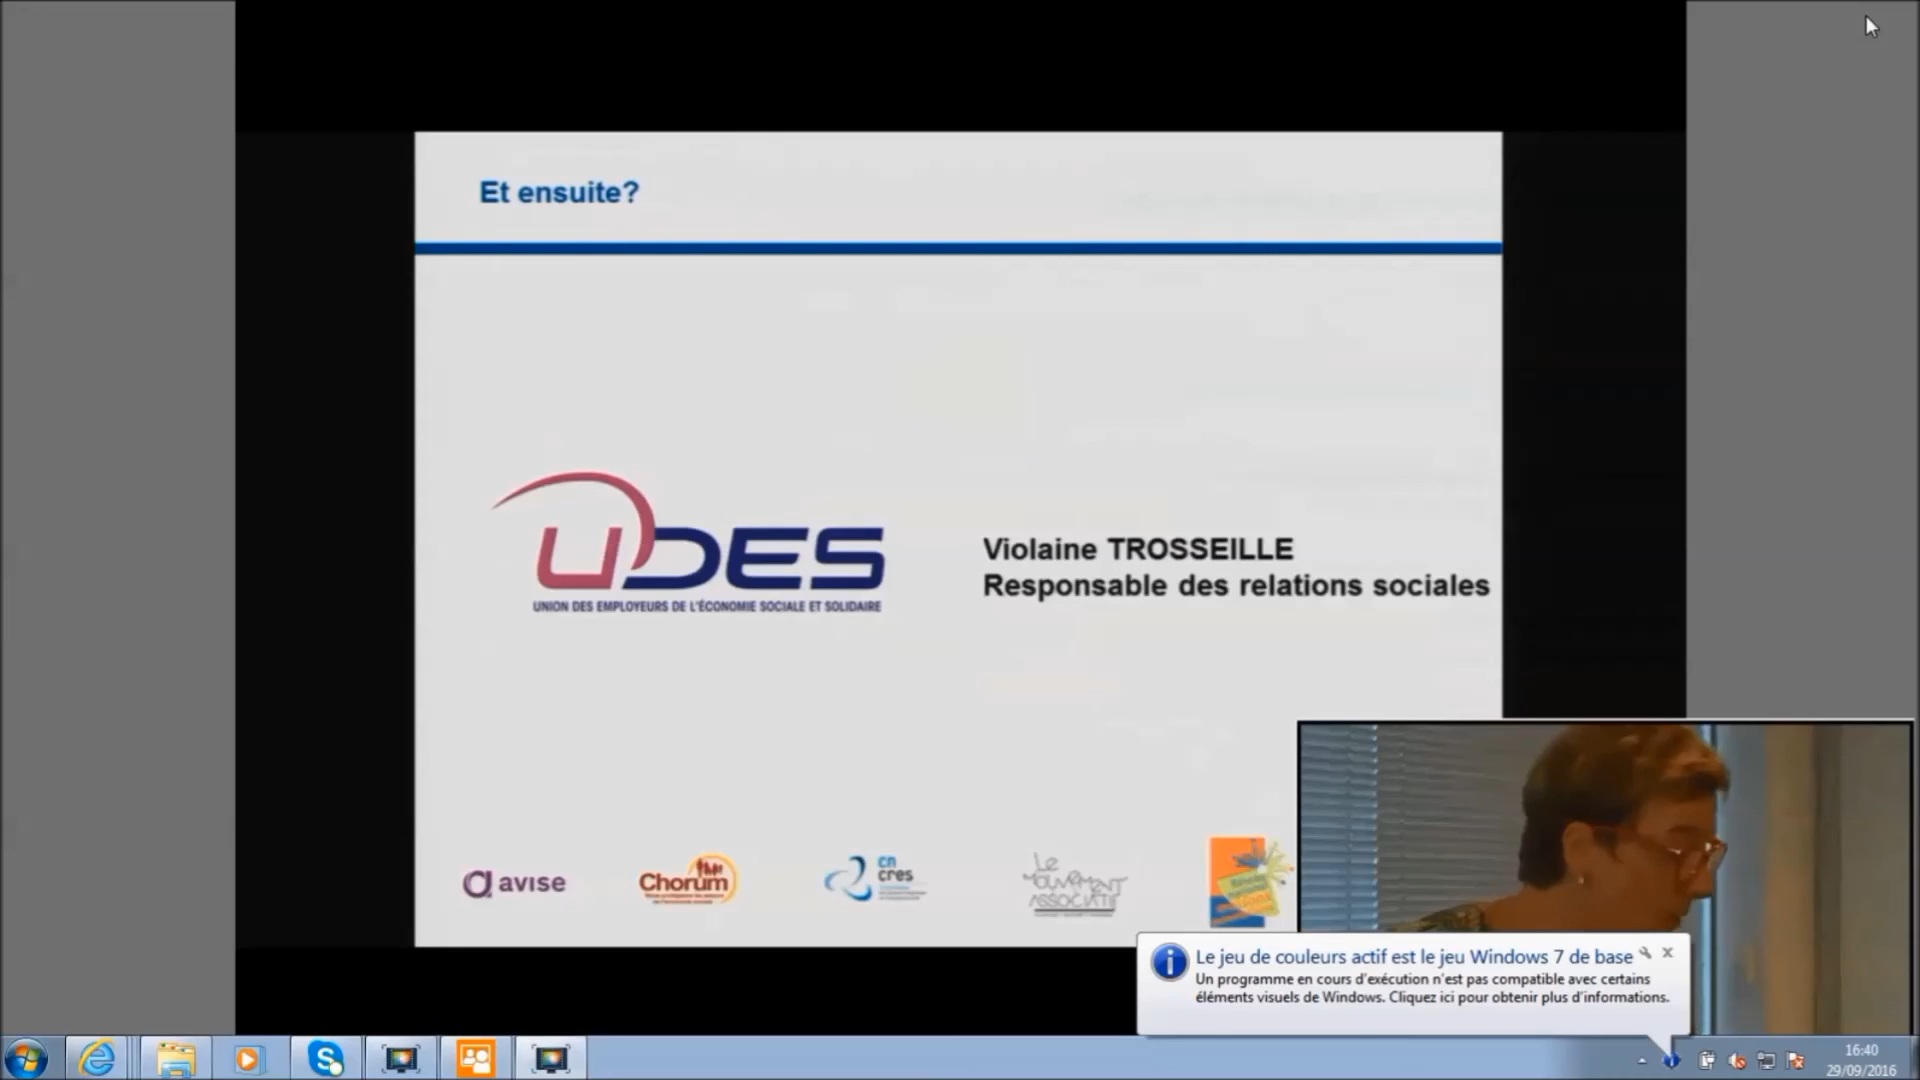 Et ensuite?
UDES
UNION DES EMPLOYEURS DE L'ÉCONOMIE SOCIALE ET SOLIDAIRE
Violaine TROSSEILLE
Responsable des relations sociales
avise
Chorum
cn
cres
Le
mouvement
associatif
Le jeu de couleurs actif est le jeu Windows 7 de base
Un programme en cours d'exécution n'est pas compatible avec certains
éléments visuels de Windows. Cliquez ici pour obtenir plus d'informations.
16:40
29/09/2016